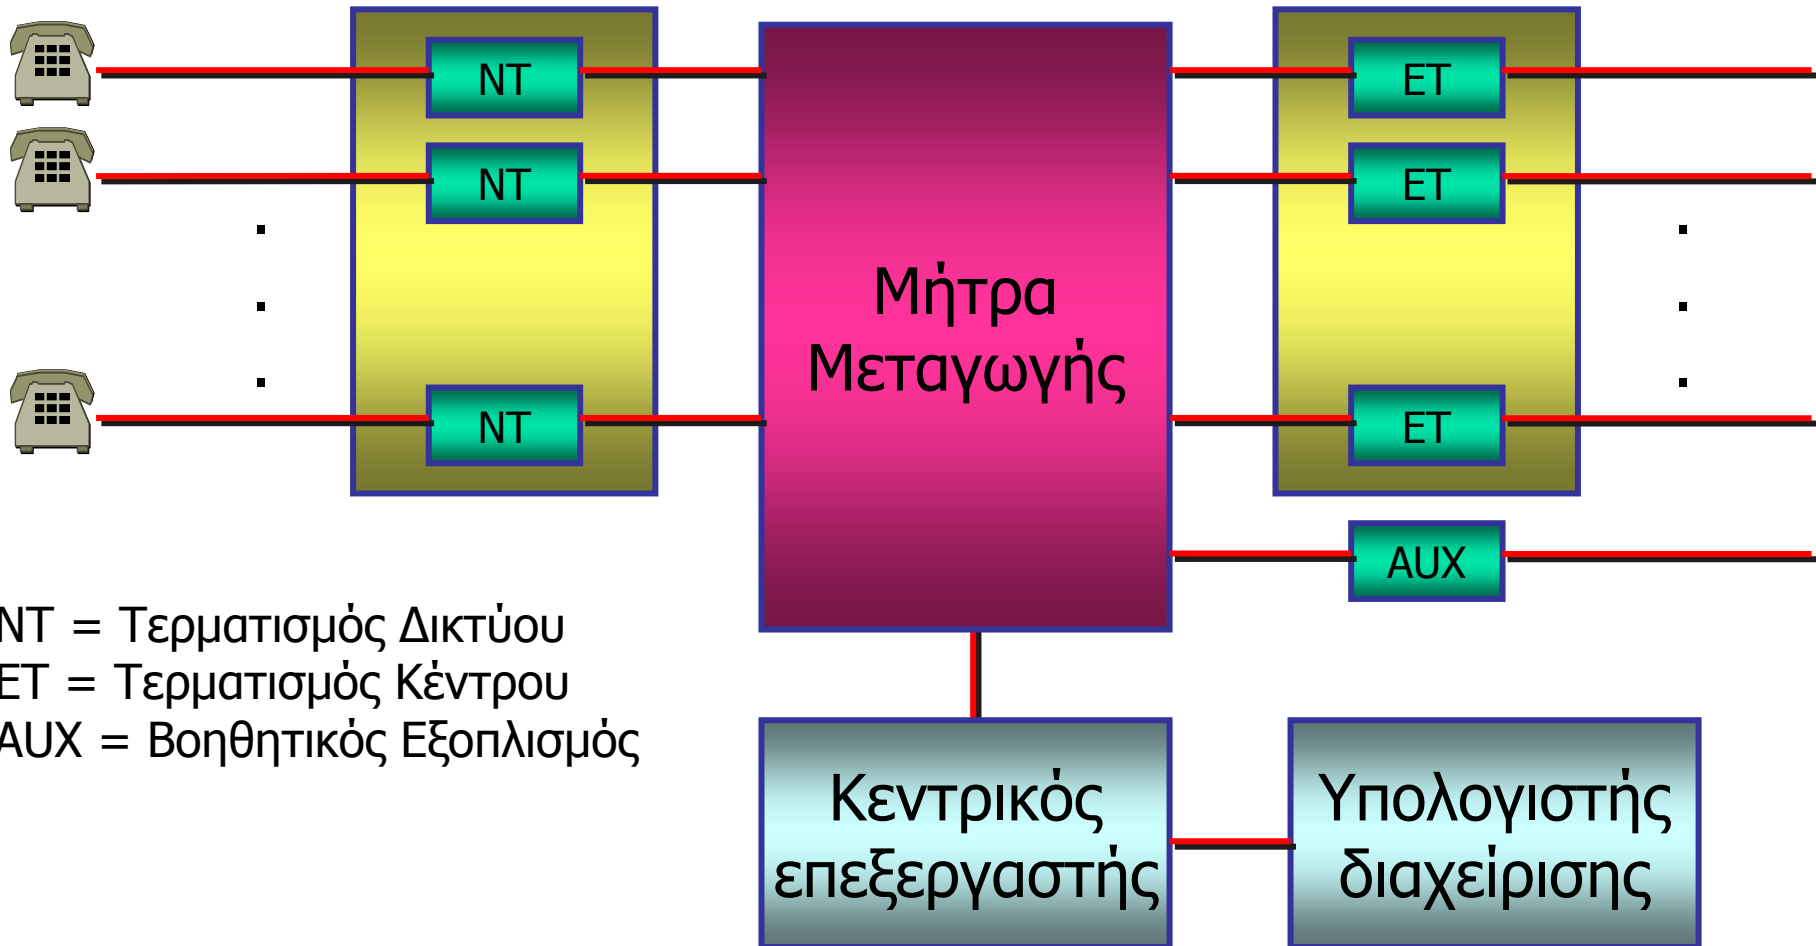 NT
ET
NT
ET
Μήτρα
Μεταγωγής
NT
ET
AUX
NT = Τερματισμός Δικτύου
ET = Τερματισμός Κέντρου
AUX = Βοηθητικός Εξοπλισμός
Κεντρικός
επεξεργαστής
Υπολογιστής
διαχείρισης